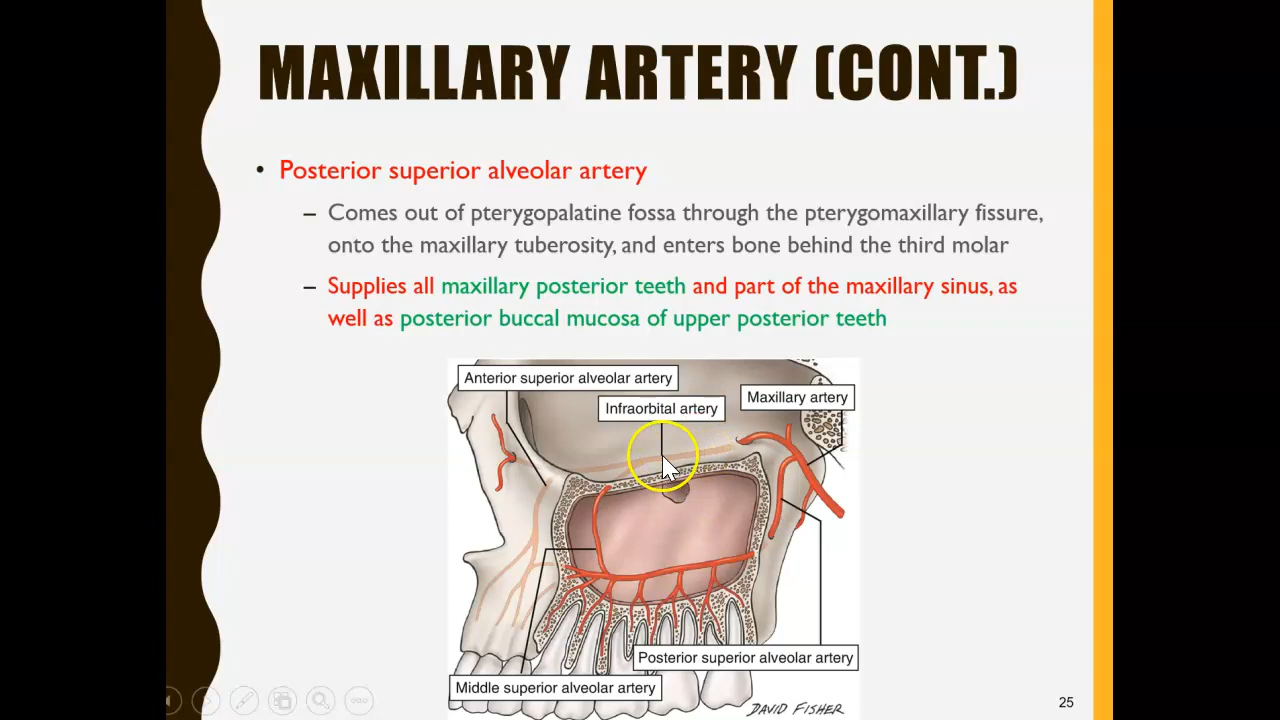 MAXILLARY ARTERY (CONT.)
• Posterior superior alveolar artery
– Comes out of pterygopalatine fossa through the pterygomaxillary fissure,
onto the maxillary tuberosity, and enters bone behind the third molar
– Supplies all maxillary posterior teeth and part of the maxillary sinus, as
well as posterior buccal mucosa of upper posterior teeth
Anterior superior alveolar artery
Infraorbital artery
Maxillary artery
Posterior superior alveolar artery
Middle superior alveolar artery
DAVID FISHER
25